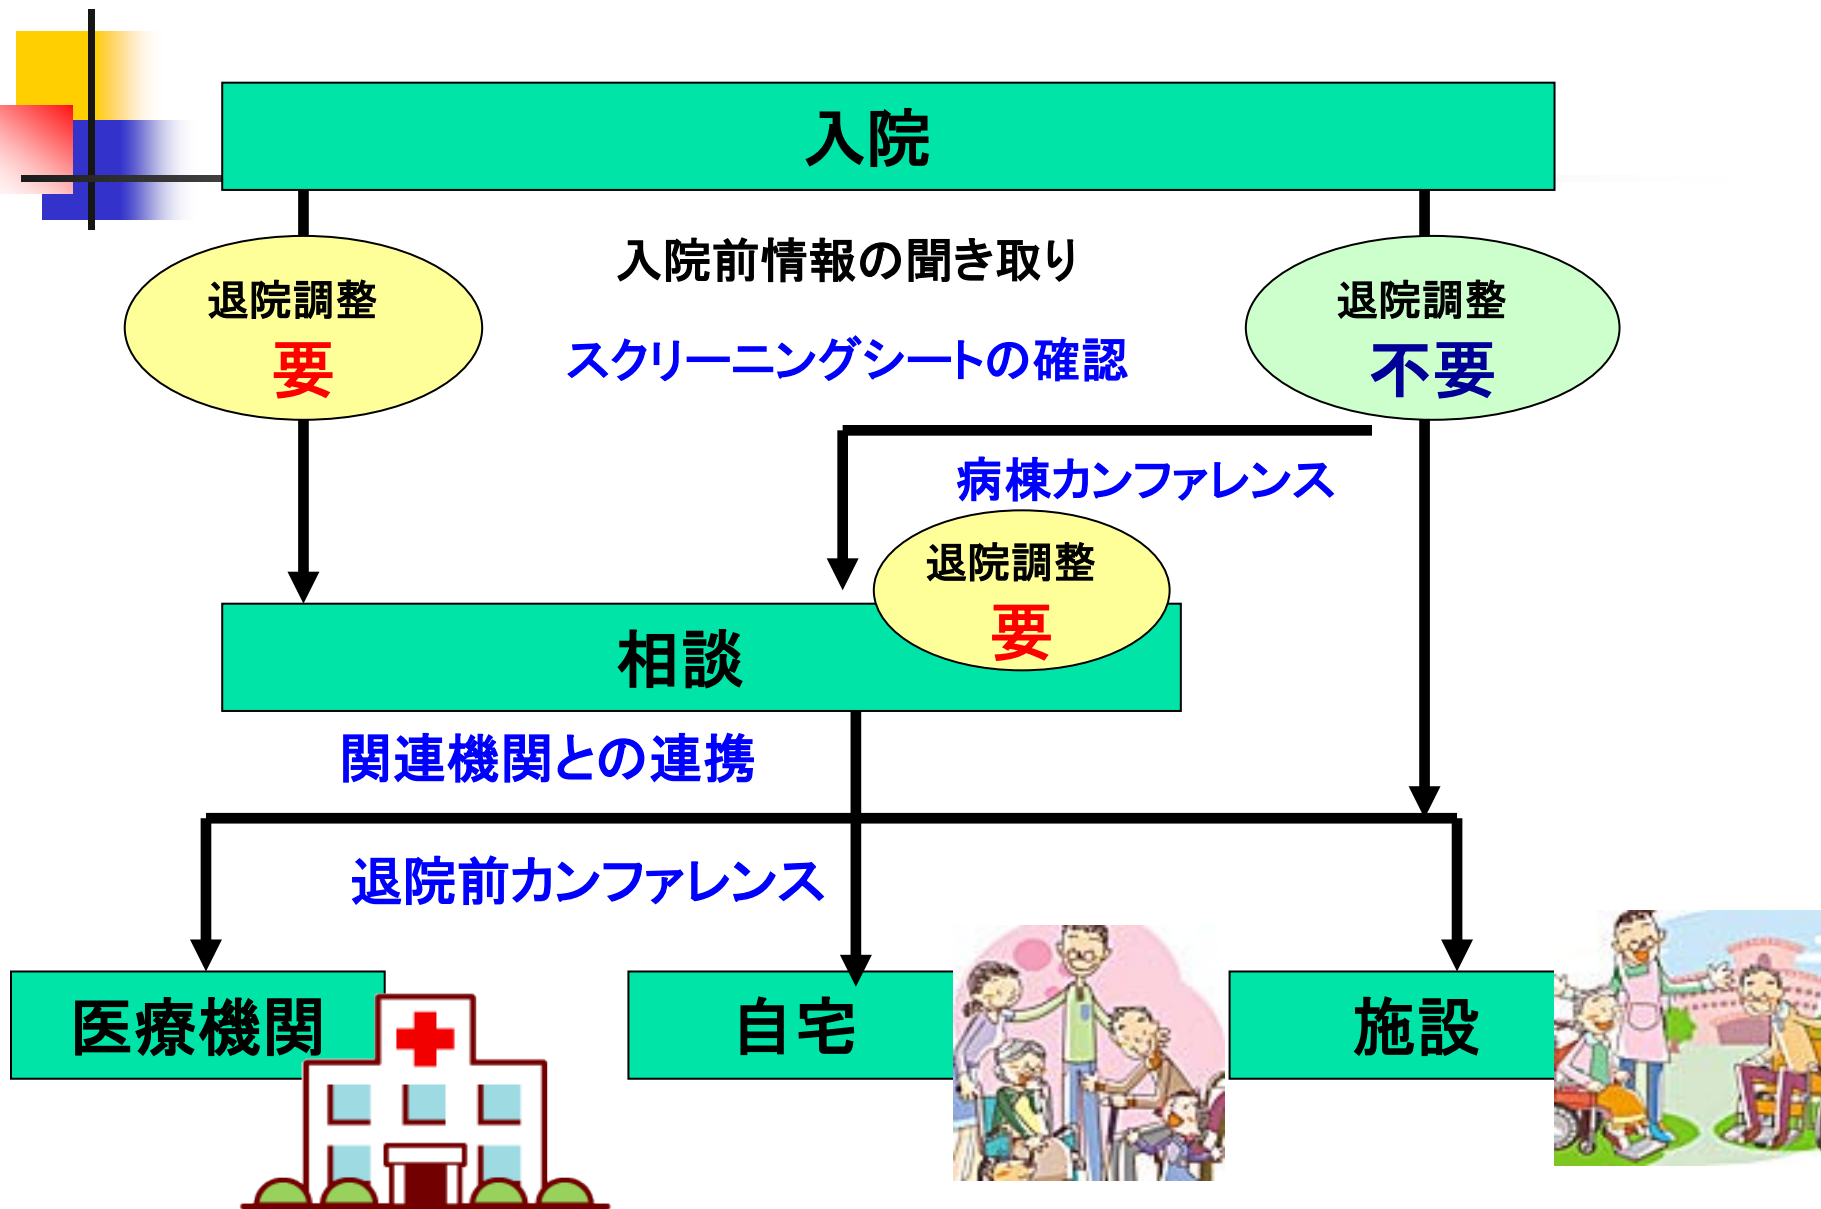 入院
入院前情報の聞き取り
退院調整
要
スクリーニングシートの確認
退院調整
不要
病棟カンファレンス
退院調整
要
相談
関連機関との連携
退院前カンファレンス
医療機関
自宅
施設